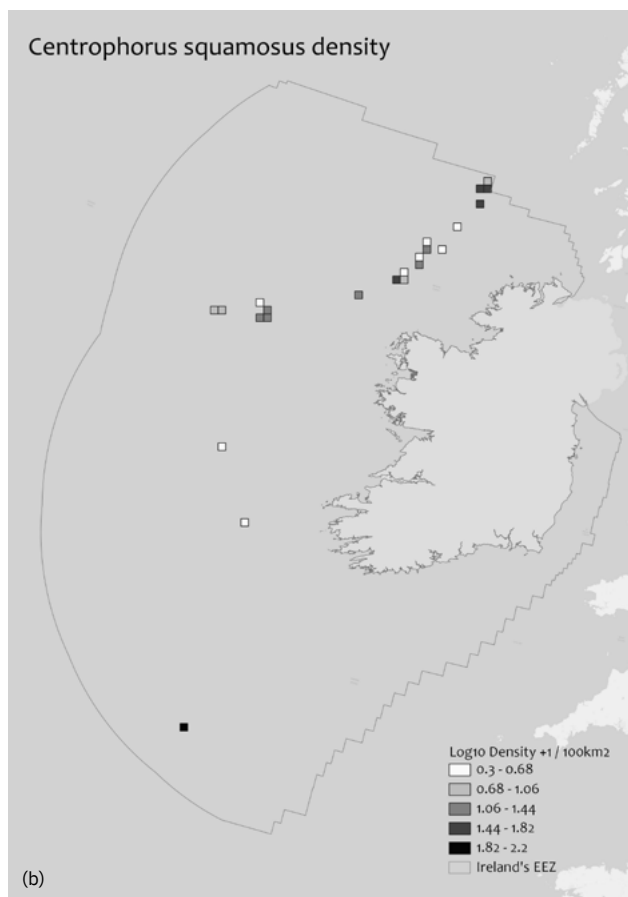 Centrophorus squamosus density
Log10 Density +1 / 100km2
0.3 - 0.68
0.68 - 1.06
1.06 - 1.44
1.44 - 1.82
1.82 - 2.2
Ireland's EEZ
(b)